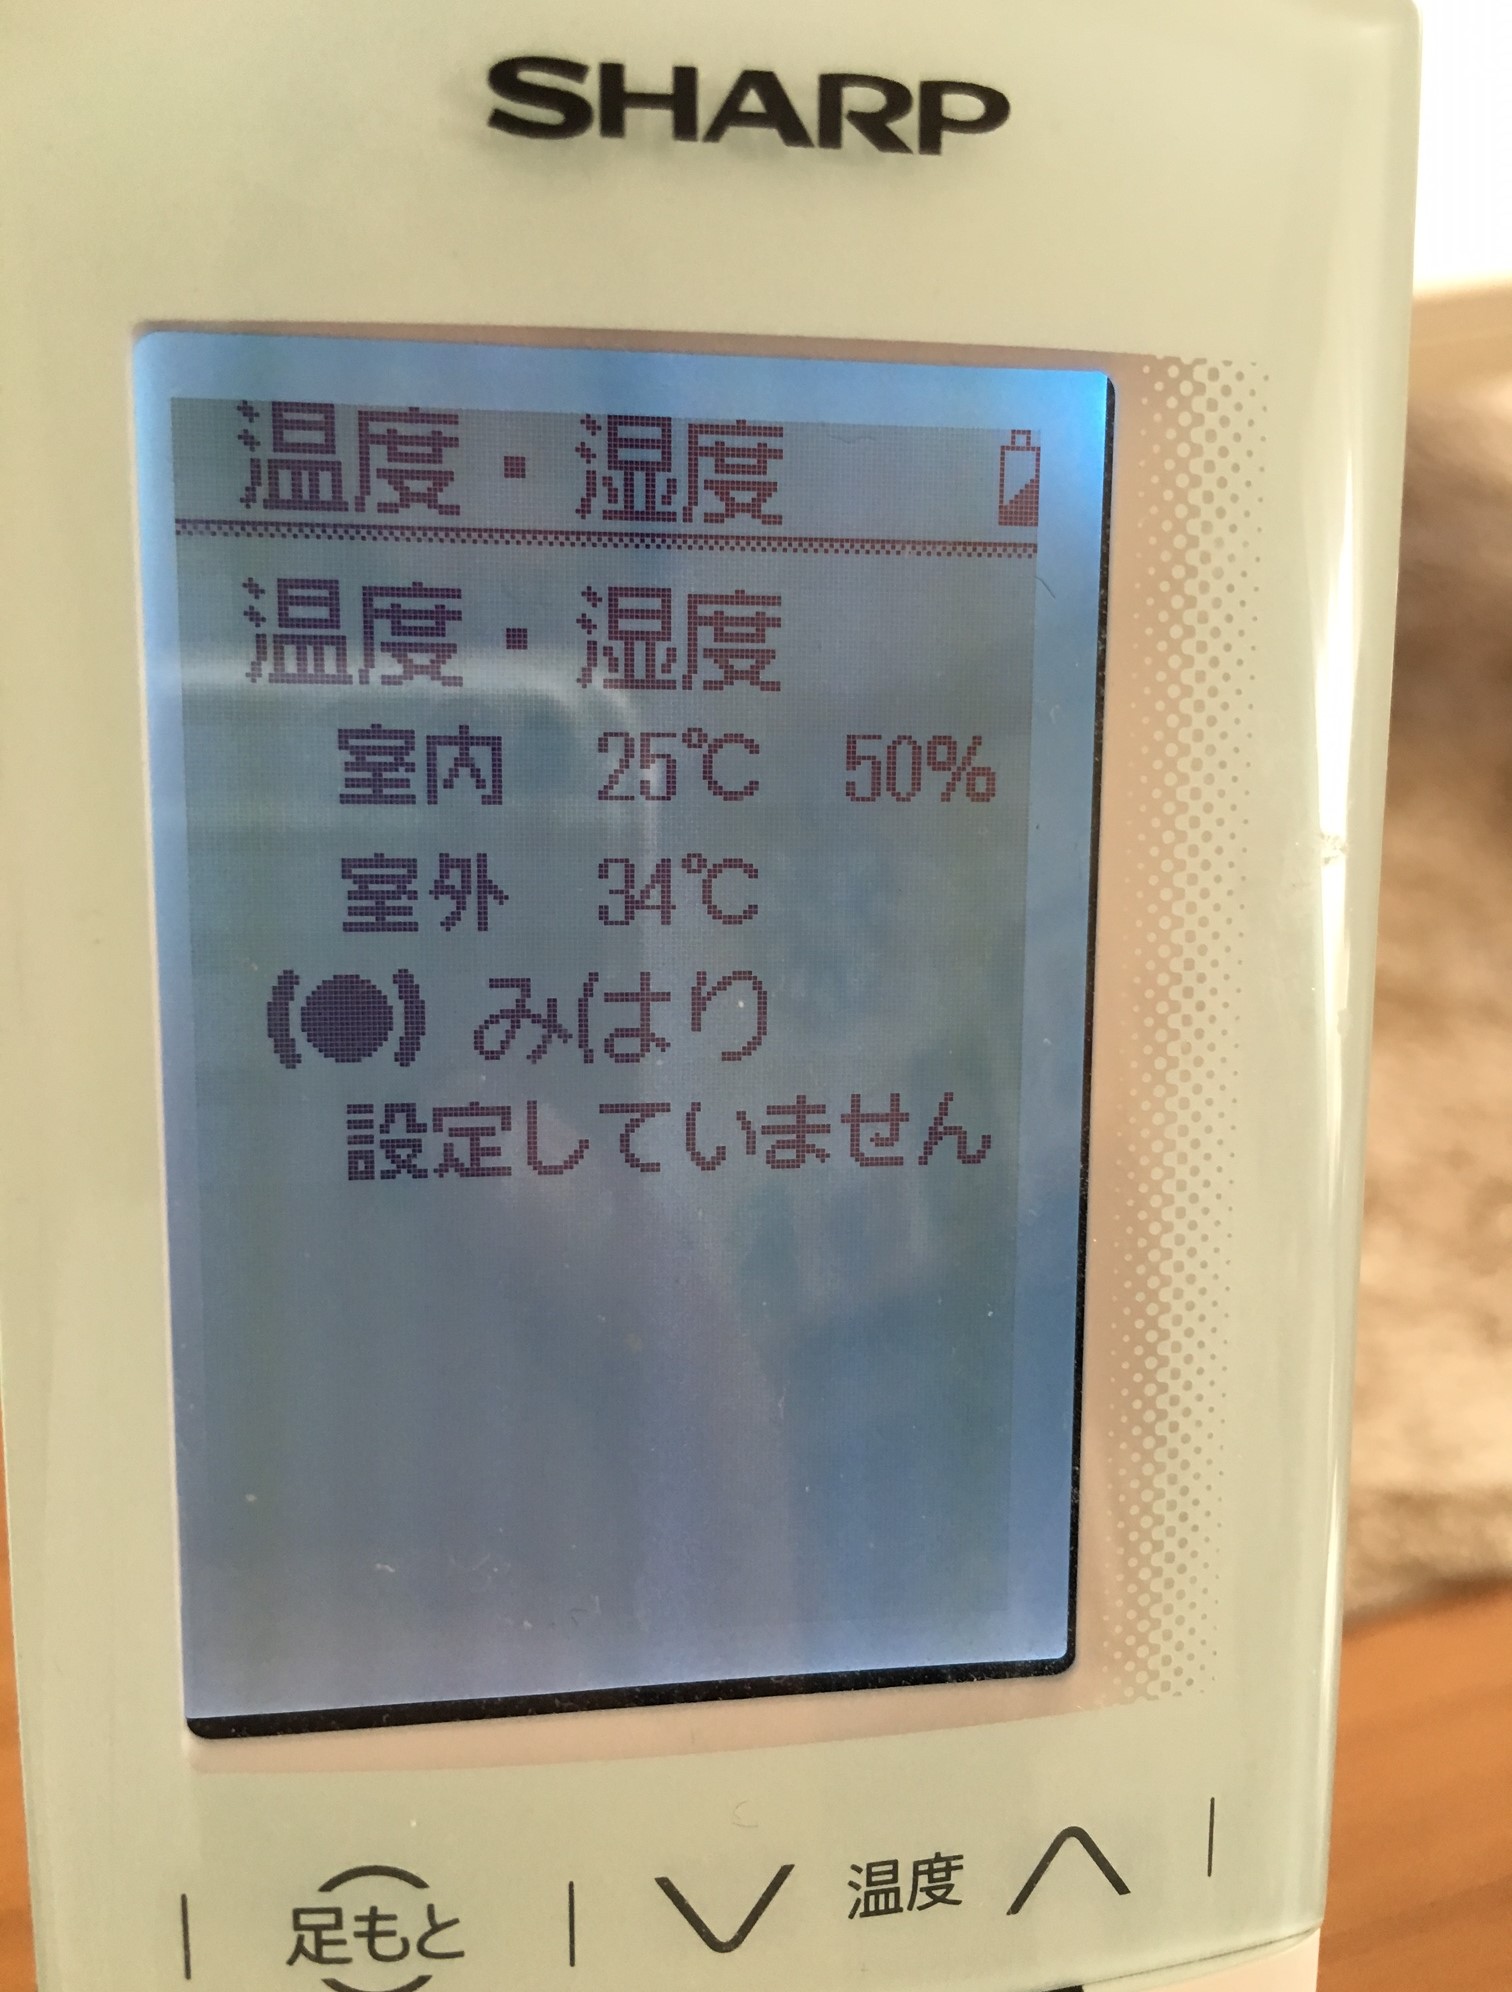 SHARP
温度・湿度
温度・湿度
室内 25℃ 50%
室外 34℃
みはり
設定していません
足もと 温度